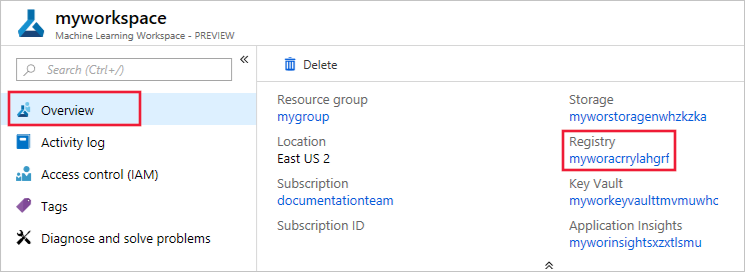 myworkspace
Machine Learning Workspace - PREVIEW
Search (Ctrl+/)
Overview
Activity log
Access control (IAM)
Tags
Diagnose and solve problems
Delete
Resource group
mygroup
Location
East US 2
Subscription
documentationteam
Subscription ID
Storage
myworstoragenwhzkzka
Registry
myworacrrylahgrf
Key Vault
myworkeyvaulttmvmuwhc
Application Insights
myworinsightsxzxtlsmu